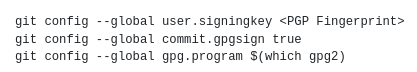 git config --global user.signingkey <PGP Fingerprint>
git config --global commit.gpgsign true
git config --global gpg.program $(which gpg2)